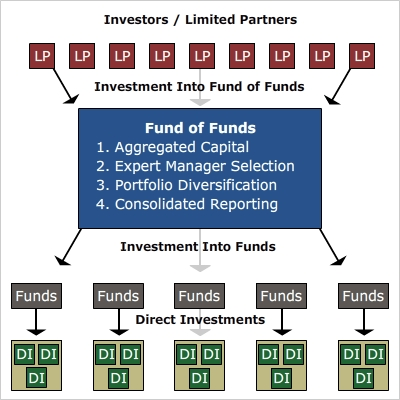 Investors / Limited Partners
LP LP LP LP LP LP LP LP LP
Investment Into Fund of Funds
Fund of Funds
1. Aggregated Capital
2. Expert Manager Selection
3. Portfolio Diversification
4. Consolidated Reporting
Investment Into Funds
Funds Funds Funds Funds Funds
Direct Investments
DI DI DI DI DI DI DI DI DI DI
DI DI DI DI DI